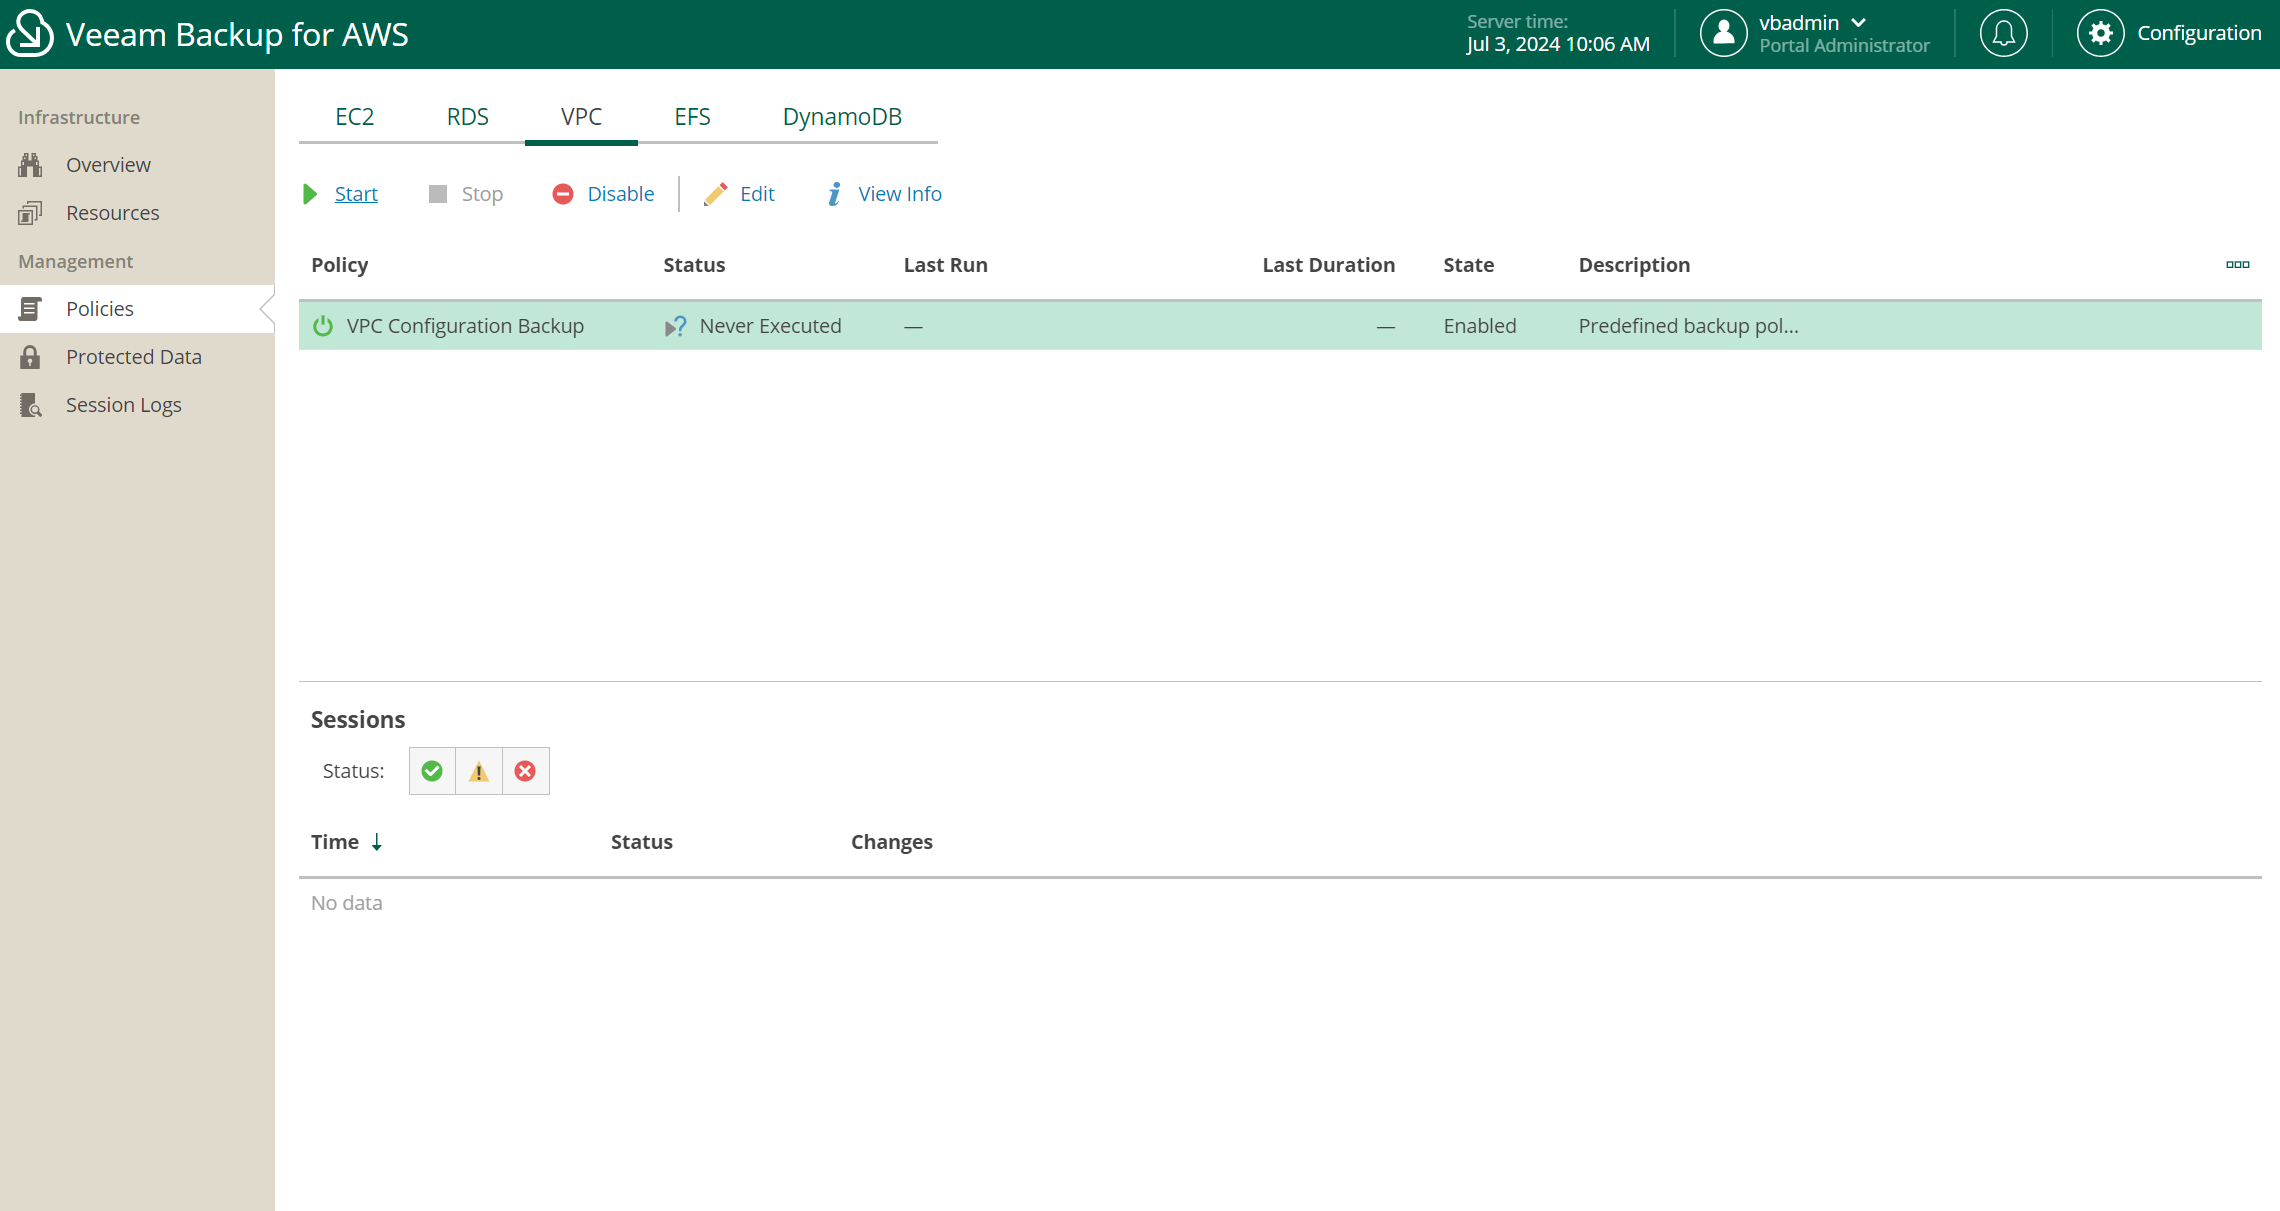 Veeam Backup for AWS
Server time:
Jul 3, 2024 10:06 AM
vbadmin
Portal Administrator
Configuration
Infrastructure
Overview
Resources
Management
Policies
Protected Data
Session Logs
EC2 RDS VPC EFS DynamoDB
Start Stop Disable Edit View Info
Policy Status Last Run Last Duration State Description
VPC Configuration Backup Never Executed — — Enabled Predefined backup pol...
Sessions
Status:
Time Status Changes
No data